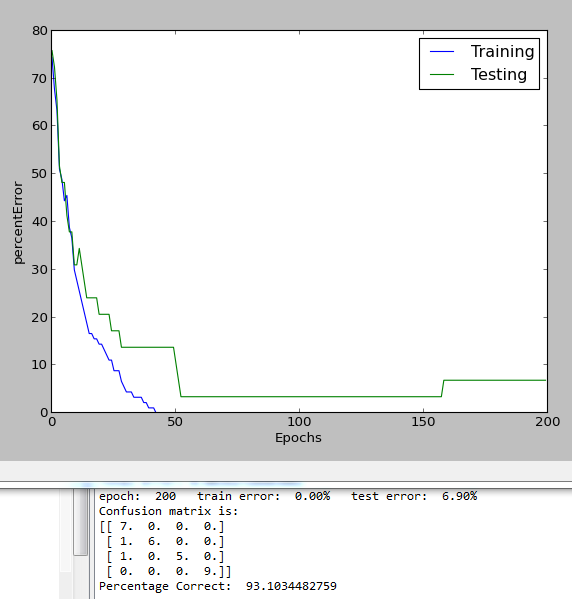 80
70
60
50
40
30
20
10
0
percentError
Training
Testing
0 50 100 150 200
Epochs
epoch:  200   train error:  0.00%   test error:  6.90%
Confusion matrix is:
[[ 7.  0.  0.  0.]
 [ 1.  6.  0.  0.]
 [ 1.  0.  5.  0.]
 [ 0.  0.  0.  9.]]
Percentage Correct:  93.1034482759